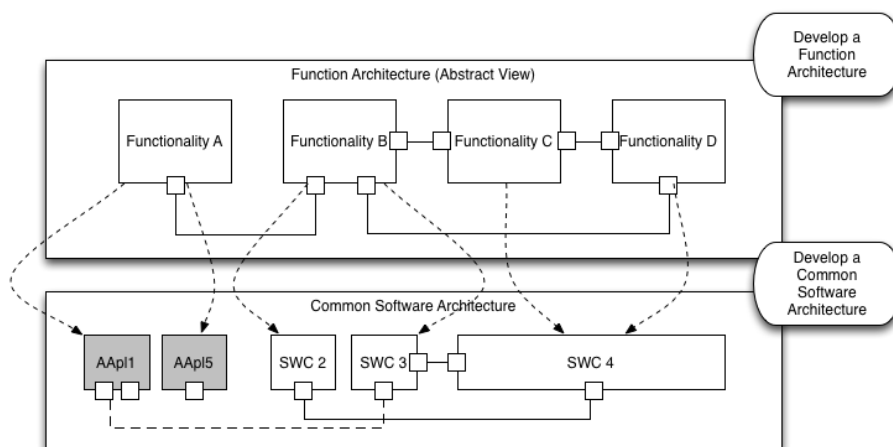 Develop a
Function
Architecture
Function Architecture (Abstract View)
Functionality A
Functionality B
Functionality C
Functionality D
Develop a
Common
Software
Architecture
Common Software Architecture
AApl1
AApl5
SWC 2
SWC 3
SWC 4